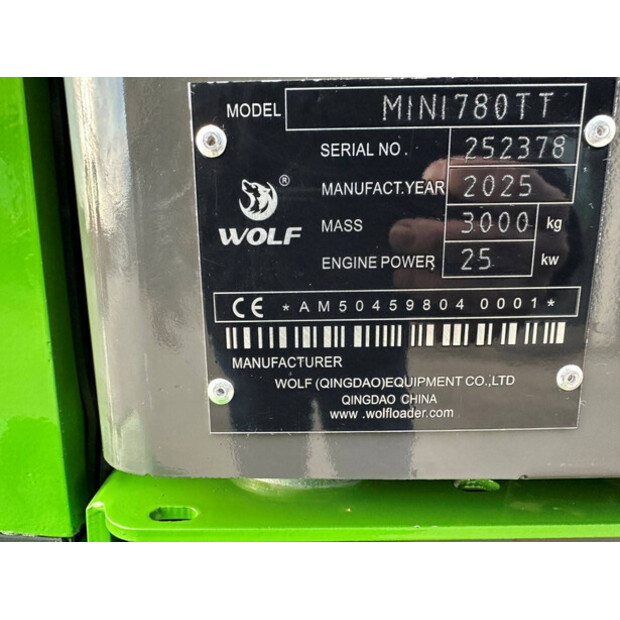 MODEL MINI780TT
SERIAL NO. 252378
MANUFACT.YEAR 2025
MASS 3000 kg
ENGINE POWER 25 kw
® WOLF
CE *AM50459804 0001*
MANUFACTURER
WOLF (QINGDAO)EQUIPMENT CO.,LTD
QINGDAO CHINA
www .wolfloader.com